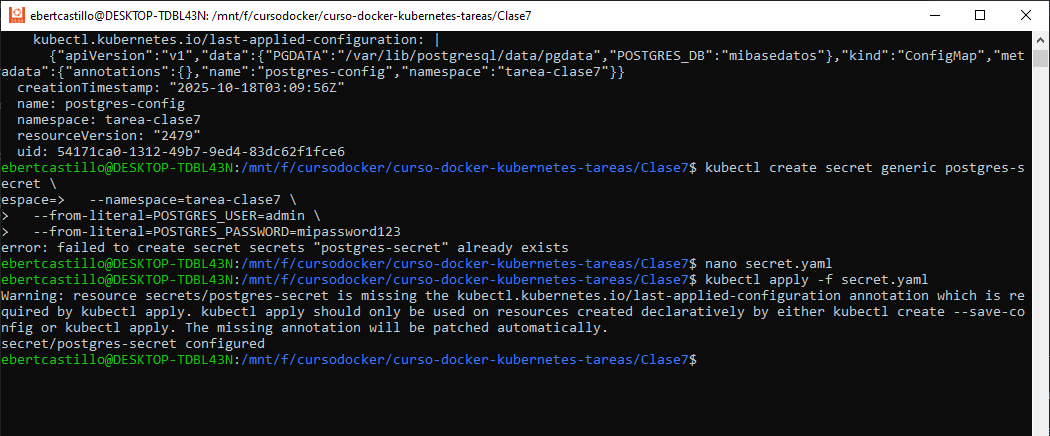 ebertcastillo@DESKTOP-TDBL43N: /mnt/f/cursodocker/curso-docker-kubernetes-tareas/Clase7
    kubectl.kubernetes.io/last-applied-configuration: |
      {"apiVersion":"v1","data":{"PGDATA":"/var/lib/postgresql/data/pgdata","POSTGRES_DB":"mibasedatos"},"kind":"ConfigMap","met
adata":{"annotations":{},"name":"postgres-config","namespace":"tarea-clase7"}}
  creationTimestamp: "2025-10-18T03:09:56Z"
  name: postgres-config
  namespace: tarea-clase7
  resourceVersion: "2479"
  uid: 54171ca0-1312-49b7-9ed4-83dc62f1fce6
ebertcastillo@DESKTOP-TDBL43N:/mnt/f/cursodocker/curso-docker-kubernetes-tareas/Clase7$ kubectl create secret generic postgres-s
ecret \
espace=>   --namespace=tarea-clase7 \
>   --from-literal=POSTGRES_USER=admin \
>   --from-literal=POSTGRES_PASSWORD=mipassword123
error: failed to create secret secrets "postgres-secret" already exists
ebertcastillo@DESKTOP-TDBL43N:/mnt/f/cursodocker/curso-docker-kubernetes-tareas/Clase7$ nano secret.yaml
ebertcastillo@DESKTOP-TDBL43N:/mnt/f/cursodocker/curso-docker-kubernetes-tareas/Clase7$ kubectl apply -f secret.yaml
Warning: resource secrets/postgres-secret is missing the kubectl.kubernetes.io/last-applied-configuration annotation which is re
quired by kubectl apply. kubectl apply should only be used on resources created declaratively by either kubectl create --save-co
nfig or kubectl apply. The missing annotation will be patched automatically.
secret/postgres-secret configured
ebertcastillo@DESKTOP-TDBL43N:/mnt/f/cursodocker/curso-docker-kubernetes-tareas/Clase7$